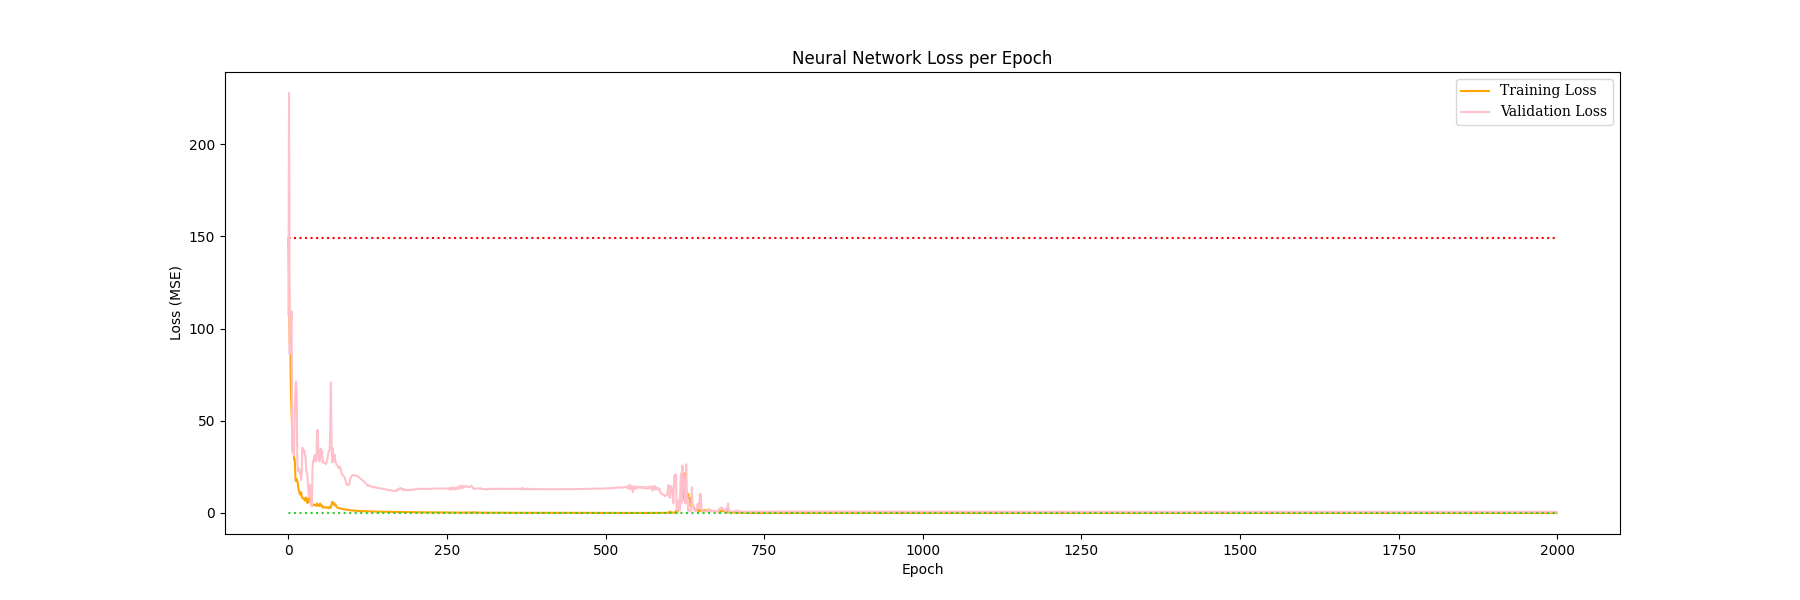 Neural Network Loss per Epoch
Training Loss
Validation Loss
200
150
100
50
0
Loss (MSE)
0 250 500 750 1000 1250 1500 1750 2000
Epoch